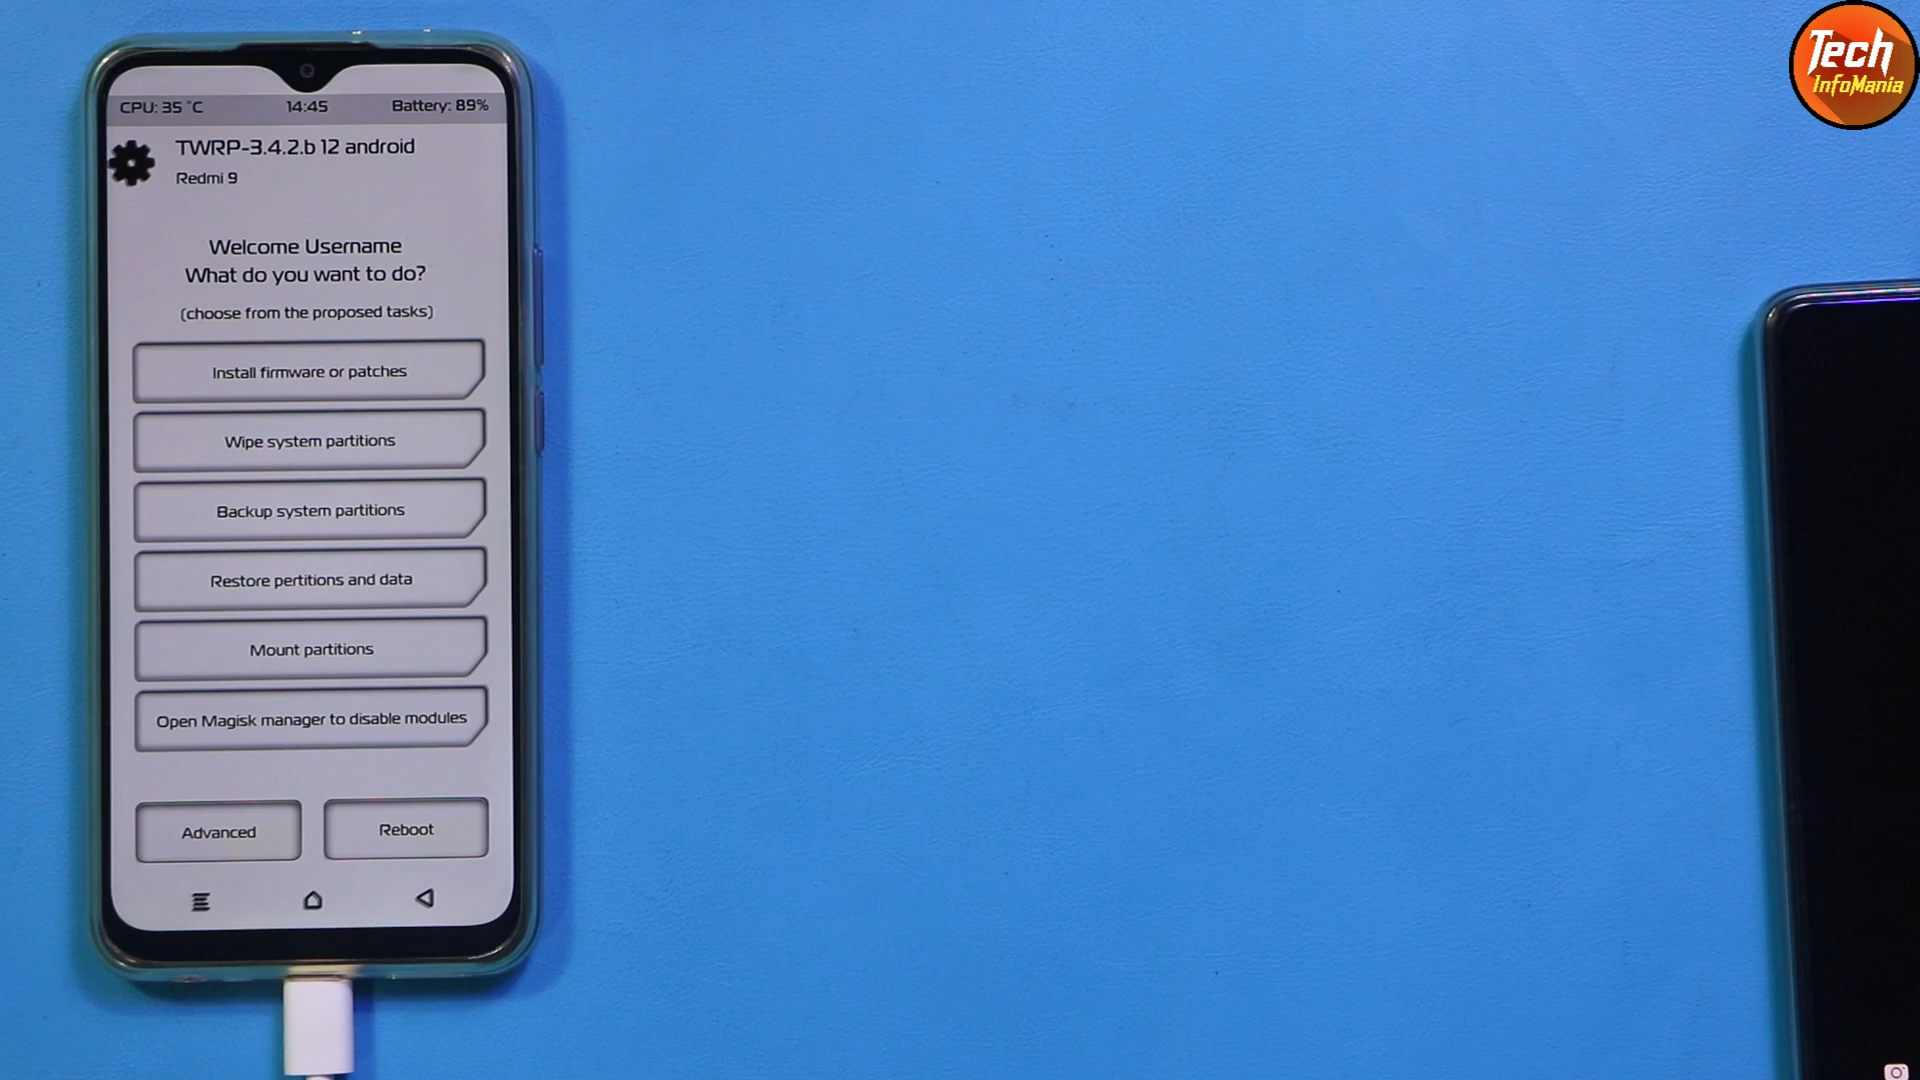 Tech
InfoMania
CPU: 35 °C 14:45 Battery: 89%
TWRP-3.4.2.b 12 android
Redmi 9
Welcome Username
What do you want to do?
(choose from the proposed tasks)
Install firmware or patches
Wipe system partitions
Backup system partitions
Restore pertitions and data
Mount partitions
Open Magisk manager to disable modules
Advanced
Reboot